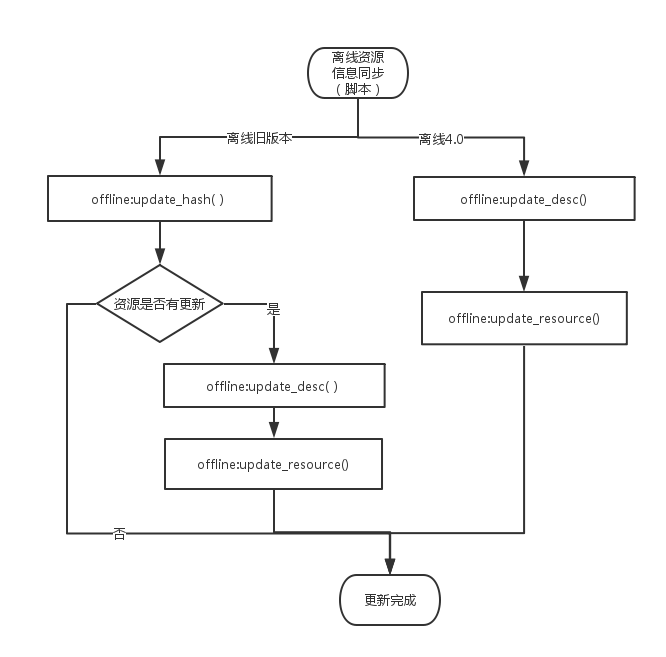 离线资源
信息同步
（脚本）
离线旧版本
离线4.0
offline:update_hash( )
offline:update_desc()
资源是否有更新
是
offline:update_resource()
offline:update_desc( )
offline:update_resource()
否
更新完成